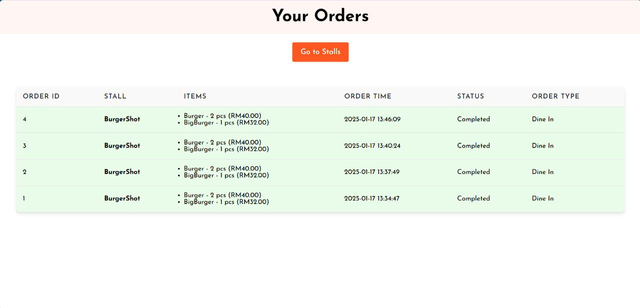 Your Orders
Go to Stalls
ORDER ID STALL ITEMS ORDER TIME STATUS ORDER TYPE
4 BurgerShot • Burger - 2 pcs (RM40.00) 2025-01-17 13:46:09 Completed Dine In
• BigBurger - 1 pcs (RM32.00)
3 BurgerShot • Burger - 2 pcs (RM40.00) 2025-01-17 13:40:24 Completed Dine In
• BigBurger - 1 pcs (RM32.00)
2 BurgerShot • Burger - 2 pcs (RM40.00) 2025-01-17 13:37:49 Completed Dine In
• BigBurger - 1 pcs (RM32.00)
1 BurgerShot • Burger - 2 pcs (RM40.00) 2025-01-17 13:34:47 Completed Dine In
• BigBurger - 1 pcs (RM32.00)